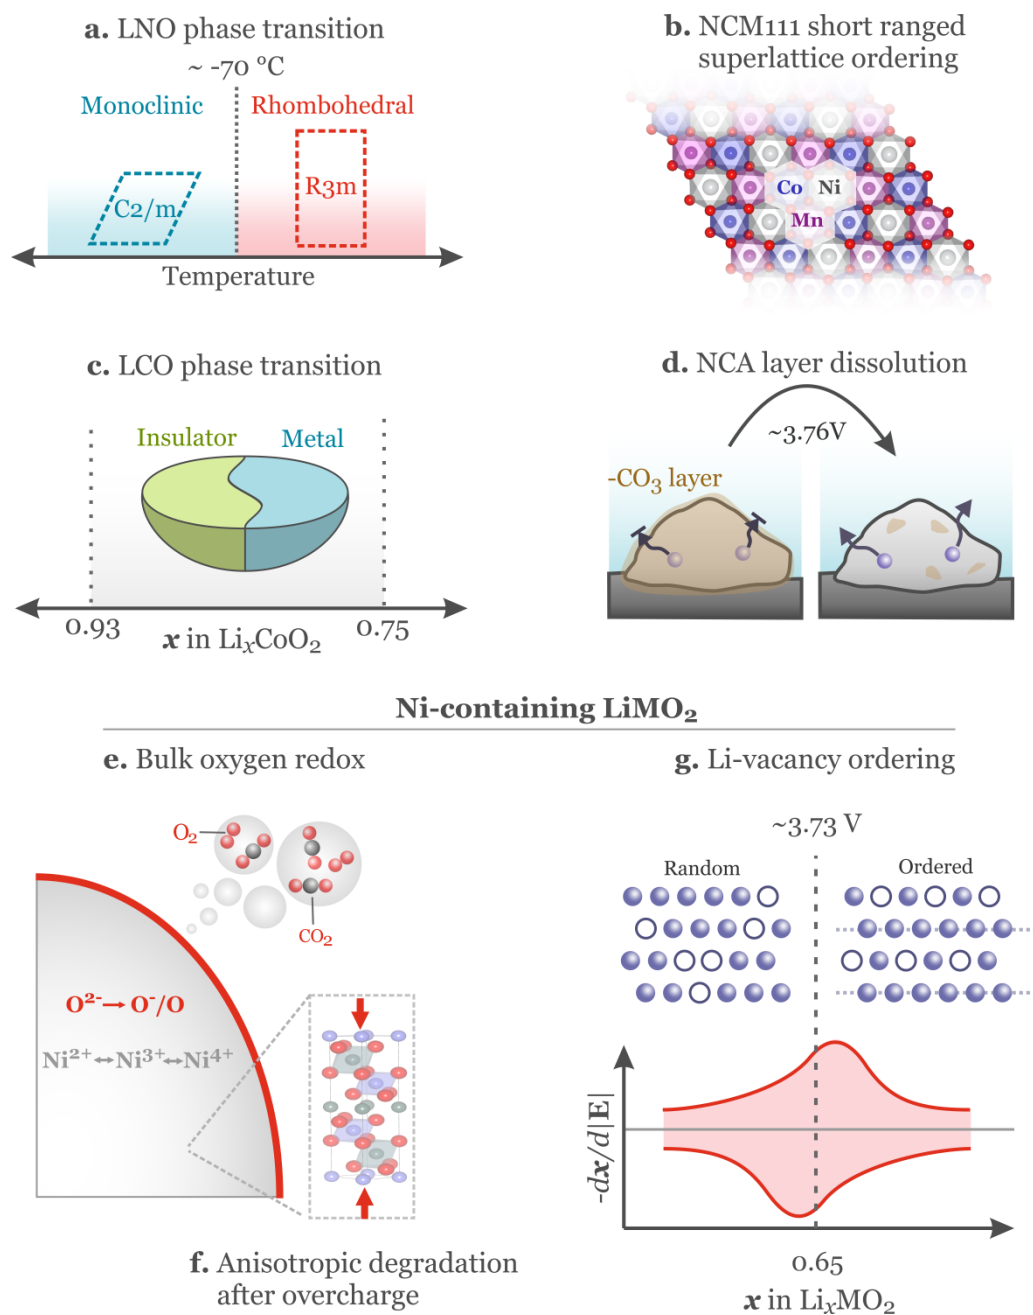 a. LNO phase transition
~ -70 °C
Monoclinic
Rhombohedral
C2/m
R3m
Temperature
b. NCM111 short ranged
superlattice ordering
Co
Ni
Mn
c. LCO phase transition
Insulator
Metal
0.93
0.75
x in LiₓCoO₂
d. NCA layer dissolution
~3.76V
-CO₃ layer
Ni-containing LiMO₂
e. Bulk oxygen redox
O₂
CO₂
O²⁻→O⁻/O
Ni²⁺↔Ni³⁺↔Ni⁴⁺
f. Anisotropic degradation
after overcharge
g. Li-vacancy ordering
~3.73 V
Random
Ordered
-dx/d|E|
0.65
x in LiₓMO₂